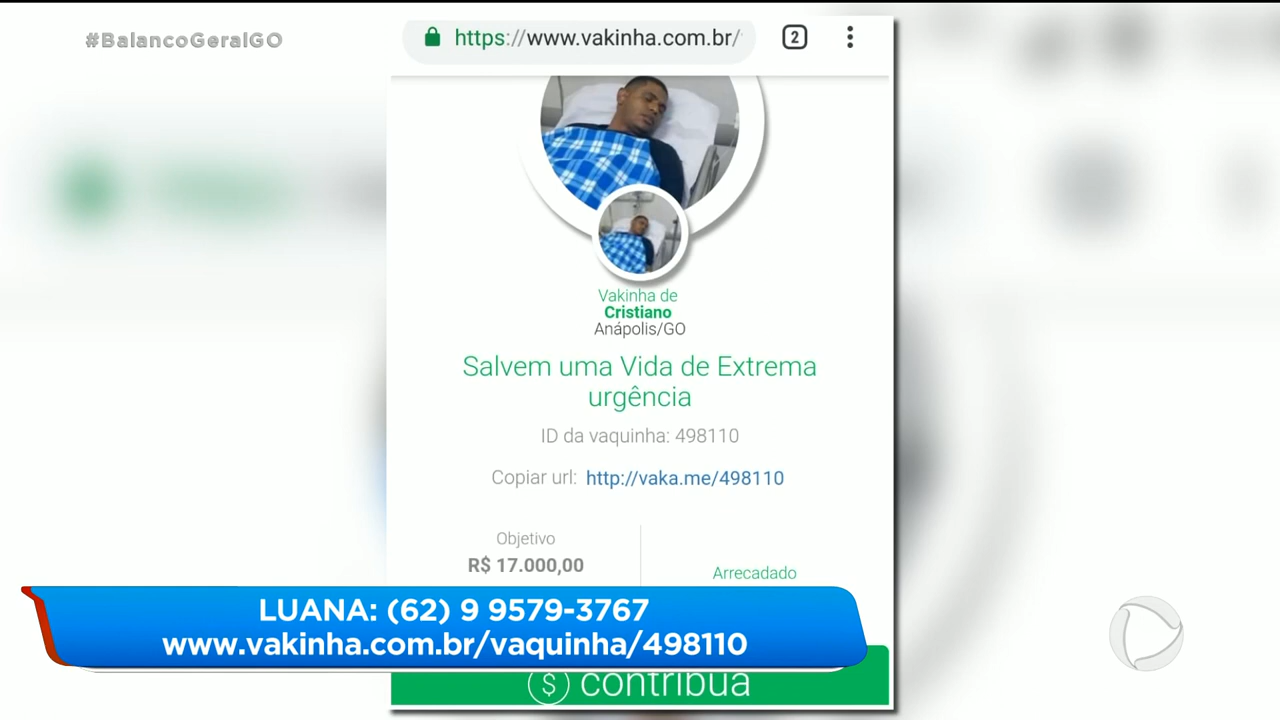 #BalancoGeralGO
https://www.vakinha.com.br/
2
Vakinha de
Cristiano
Anápolis/GO
Salvem uma Vida de Extrema
urgência
ID da vaquinha: 498110
Copiar url: http://vaka.me/498110
Objetivo
R$ 17.000,00
Arrecadado
LUANA: (62) 9 9579-3767
www.vakinha.com.br/vaquinha/498110
$ contribua